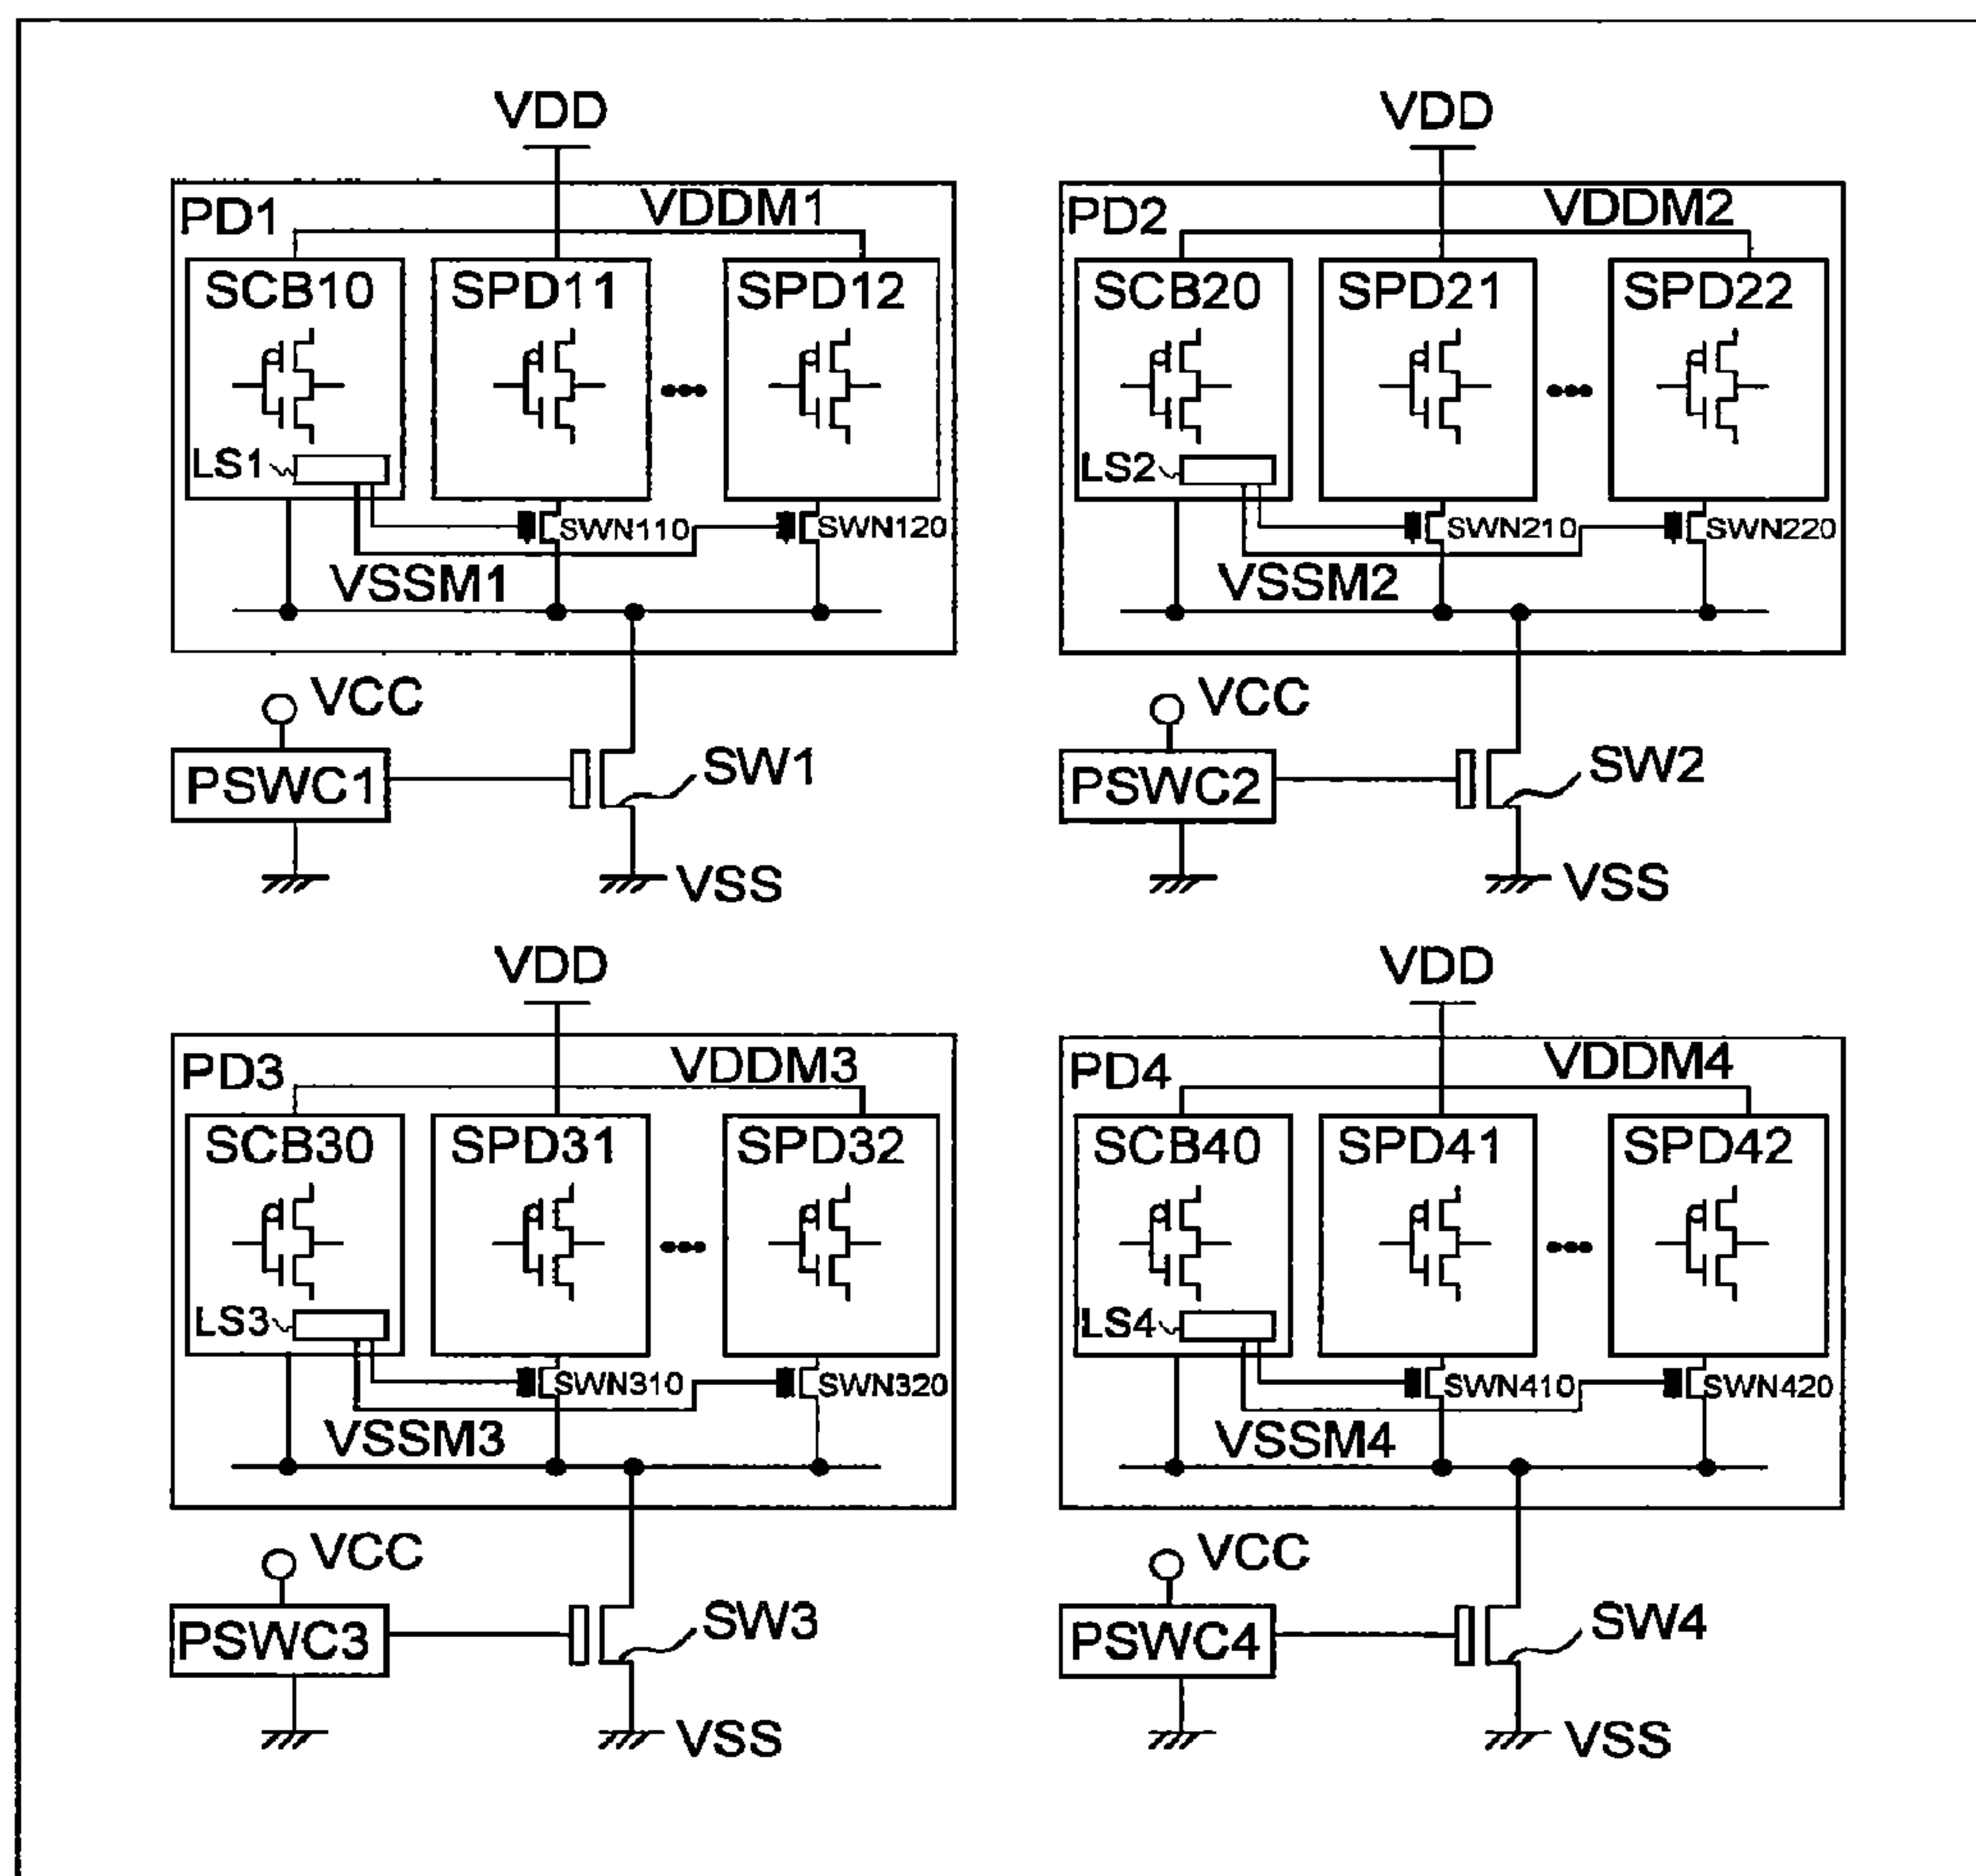 VDD
VDD
PD1
VDDM1
PD2
VDDM2
SCB10
SPD11
SPD12
SCB20
SPD21
SPD22
LS1
LS2
SWN110
SWN120
SWN210
SWN220
VSSM1
VSSM2
VCC
VCC
PSWC1
SW1
PSWC2
SW2
VSS
VSS
VDD
VDD
PD3
VDDM3
PD4
VDDM4
SCB30
SPD31
SPD32
SCB40
SPD41
SPD42
LS3
LS4
SWN310
SWN320
SWN410
SWN420
VSSM3
VSSM4
VCC
VCC
PSWC3
SW3
PSWC4
SW4
VSS
VSS